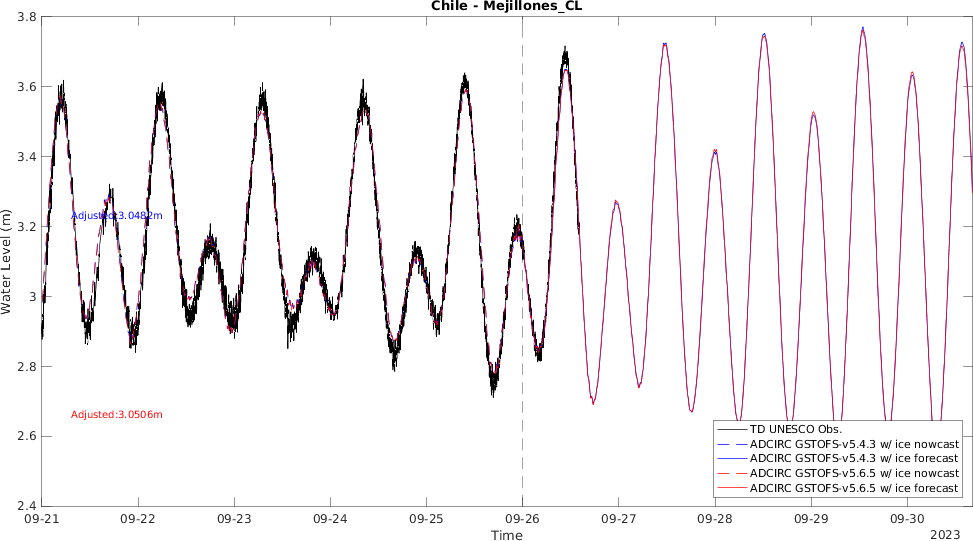 Chile - Mejillones_CL
3.8
3.6
3.4
3.2
3
2.8
2.6
2.4
Water Level (m)
Adjusted:3.0482m
Adjusted:3.0506m
TD UNESCO Obs.
ADCIRC GSTOFS-v5.4.3 w/ ice nowcast
ADCIRC GSTOFS-v5.4.3 w/ ice forecast
ADCIRC GSTOFS-v5.6.5 w/ ice nowcast
ADCIRC GSTOFS-v5.6.5 w/ ice forecast
09-21 09-22 09-23 09-24 09-25 09-26 09-27 09-28 09-29 09-30
Time
2023